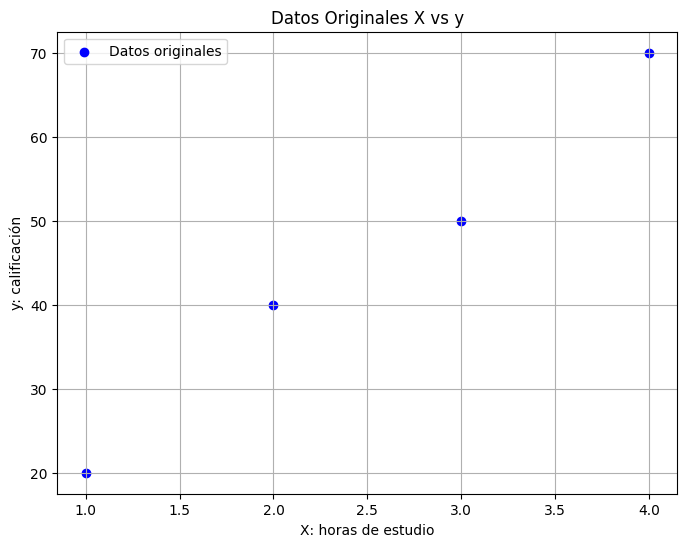 Datos Originales X vs y
Datos originales
y: calificación
70
60
50
40
30
20
1.0 1.5 2.0 2.5 3.0 3.5 4.0
X: horas de estudio